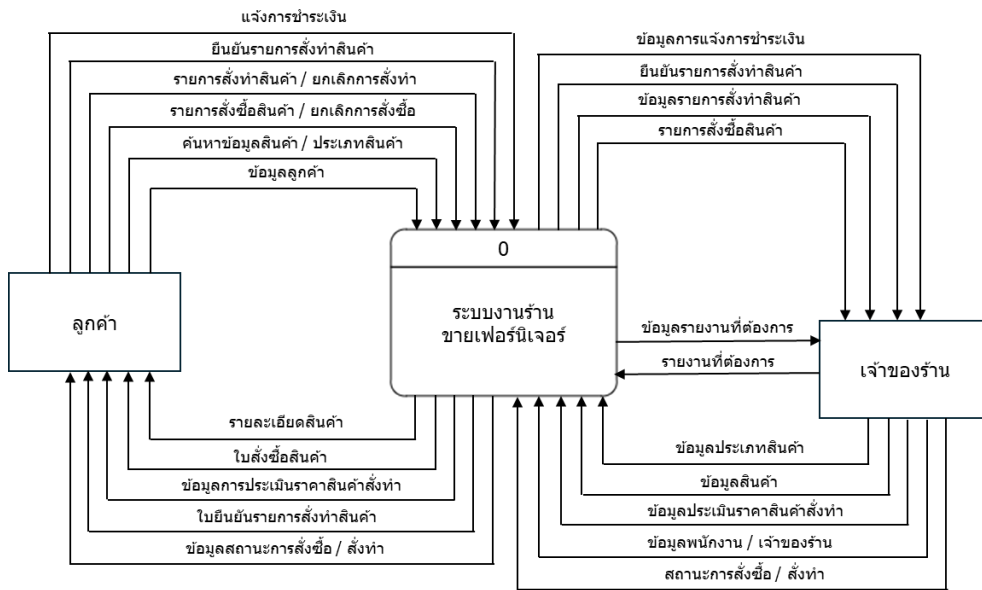 แจ้งการชำระเงิน
ยืนยันรายการสั่งทำสินค้า
รายการสั่งทำสินค้า / ยกเลิกการสั่งทำ
รายการสั่งซื้อสินค้า / ยกเลิกการสั่งซื้อ
ค้นหาข้อมูลสินค้า / ประเภทสินค้า
ข้อมูลลูกค้า
ข้อมูลการแจ้งการชำระเงิน
ยืนยันรายการสั่งทำสินค้า
ข้อมูลรายการสั่งทำสินค้า
รายการสั่งซื้อสินค้า
ลูกค้า
0
ระบบงานร้าน
ขายเฟอร์นิเจอร์
ข้อมูลรายงานที่ต้องการ
รายงานที่ต้องการ
เจ้าของร้าน
รายละเอียดสินค้า
ใบสั่งซื้อสินค้า
ข้อมูลการประเมินราคาสินค้าสั่งทำ
ใบยืนยันรายการสั่งทำสินค้า
ข้อมูลสถานะการสั่งซื้อ / สั่งทำ
ข้อมูลประเภทสินค้า
ข้อมูลสินค้า
ข้อมูลประเมินราคาสินค้าสั่งทำ
ข้อมูลพนักงาน / เจ้าของร้าน
สถานะการสั่งซื้อ / สั่งทำ